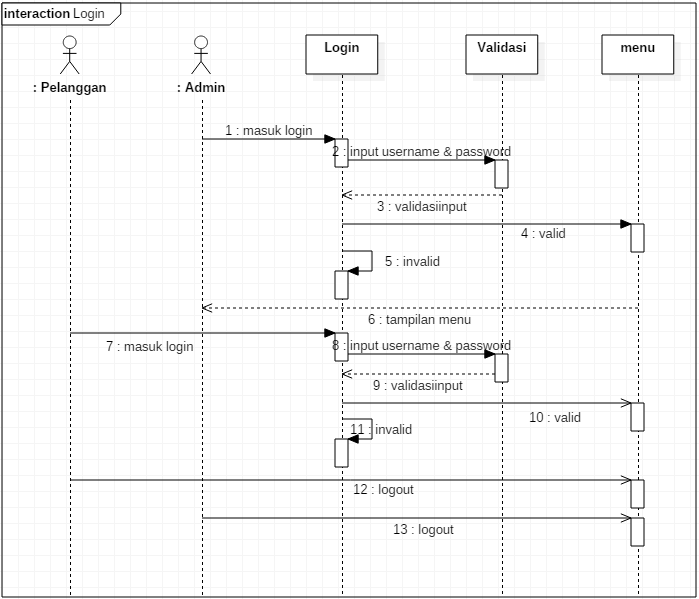 interaction Login
: Pelanggan
: Admin
Login
Validasi
menu
1 : masuk login
2 : input username & password
3 : validasiinput
4 : valid
5 : invalid
6 : tampilan menu
7 : masuk login
8 : input username & password
9 : validasiinput
10 : valid
11 : invalid
12 : logout
13 : logout